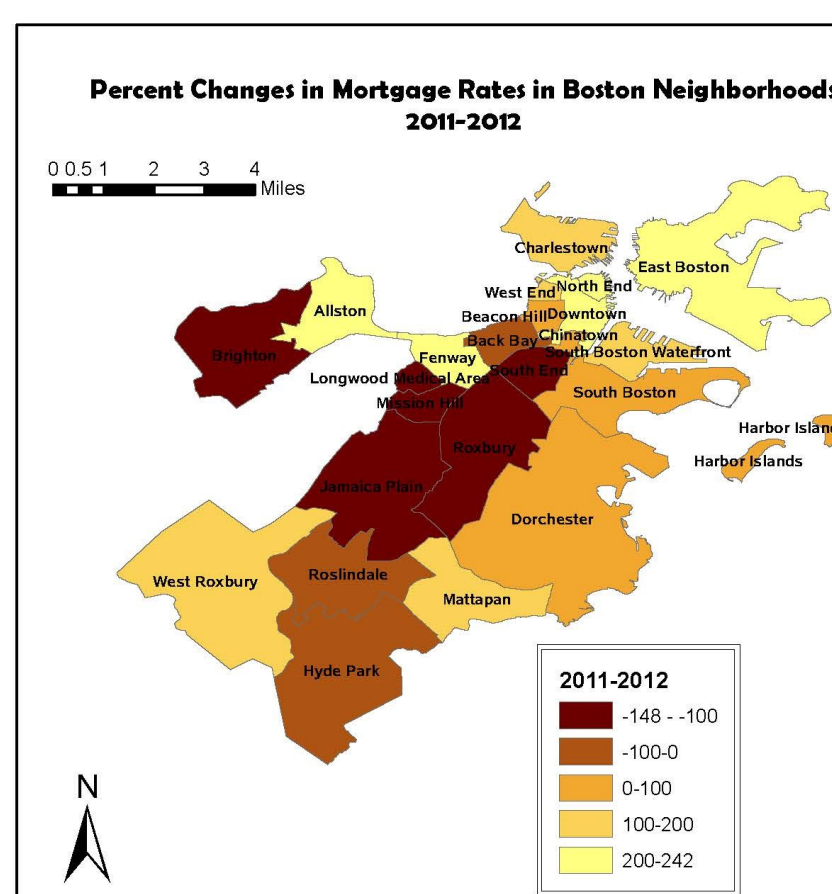 Percent Changes in Mortgage Rates in Boston Neighborhoods
2011-2012
0 0.5 1 2 3 4
Miles
Charlestown
East Boston
North End
West End
Allston
Beacon Hill
Downtown
Chinatown
Back Bay
South Boston Waterfront
Brighton
Fenway
South End
Longwood Medical Area
South Boston
Mission Hill
Harbor
Roxbury
Harbor Islands
Jamaica Plain
Dorchester
Roslindale
West Roxbury
Mattapan
Hyde Park
2011-2012
-148 - -100
-100-0
0-100
100-200
200-242
N